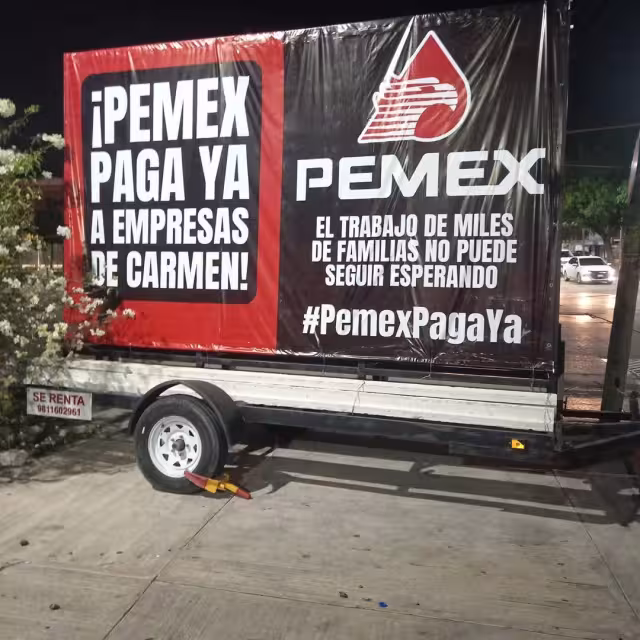 ¡PEMEX
PAGA YA
A EMPRESAS
DE CARMEN!
PEMEX
EL TRABAJO DE MILES
DE FAMILIAS NO PUEDE
SEGUIR ESPERANDO
#PemexPagaYa
SE RENTA
9811602961